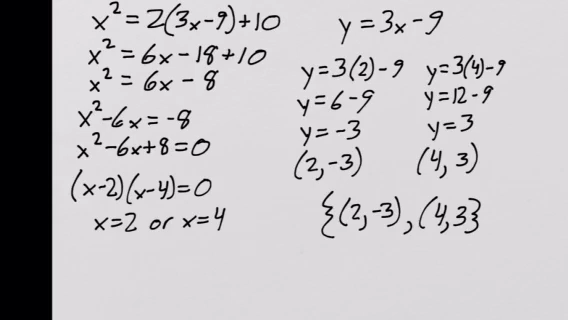 x² = 2(3x-9)+10
x² = 6x - 18 + 10
x² = 6x - 8
x² - 6x = -8
x² - 6x + 8 = 0
(x-2)(x-4) = 0
x=2 or x=4
y = 3x - 9
y = 3(2) - 9 y = 3(4) - 9
y = 6 - 9 y = 12 - 9
y = -3 y = 3
(2, -3) (4, 3)
{(2, -3), (4, 3}